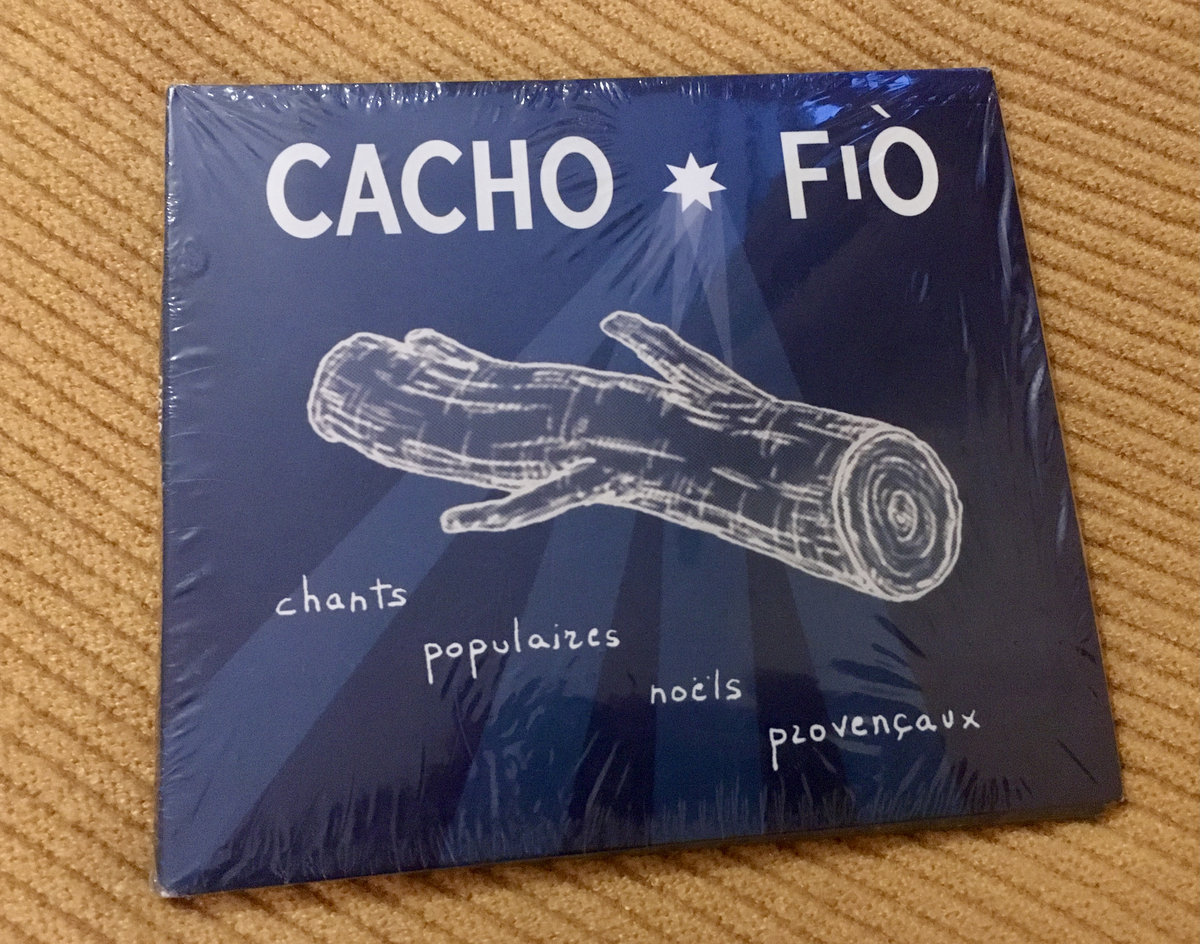 CACHO FIÒ
chants
populaires
noëls
provençaux